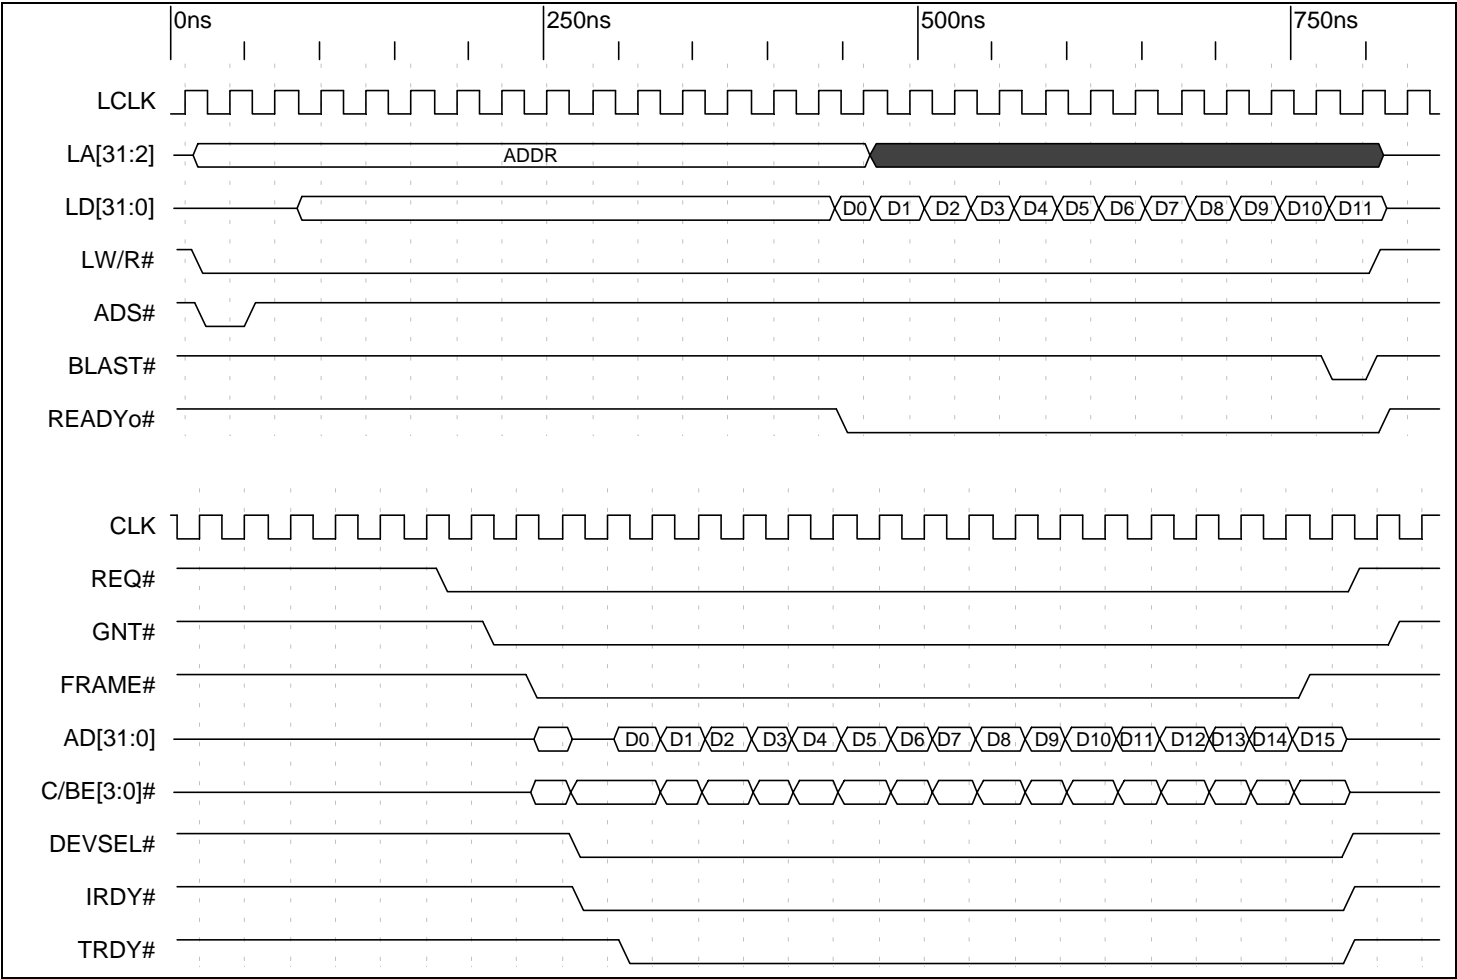 0ns 250ns 500ns 750ns
LCLK
LA[31:2] ADDR
LD[31:0] D0 D1 D2 D3 D4 D5 D6 D7 D8 D9 D10 D11
LW/R#
ADS#
BLAST#
READYo#
CLK
REQ#
GNT#
FRAME#
AD[31:0] D0 D1 D2 D3 D4 D5 D6 D7 D8 D9 D10 D11 D12 D13 D14 D15
C/BE[3:0]#
DEVSEL#
IRDY#
TRDY#